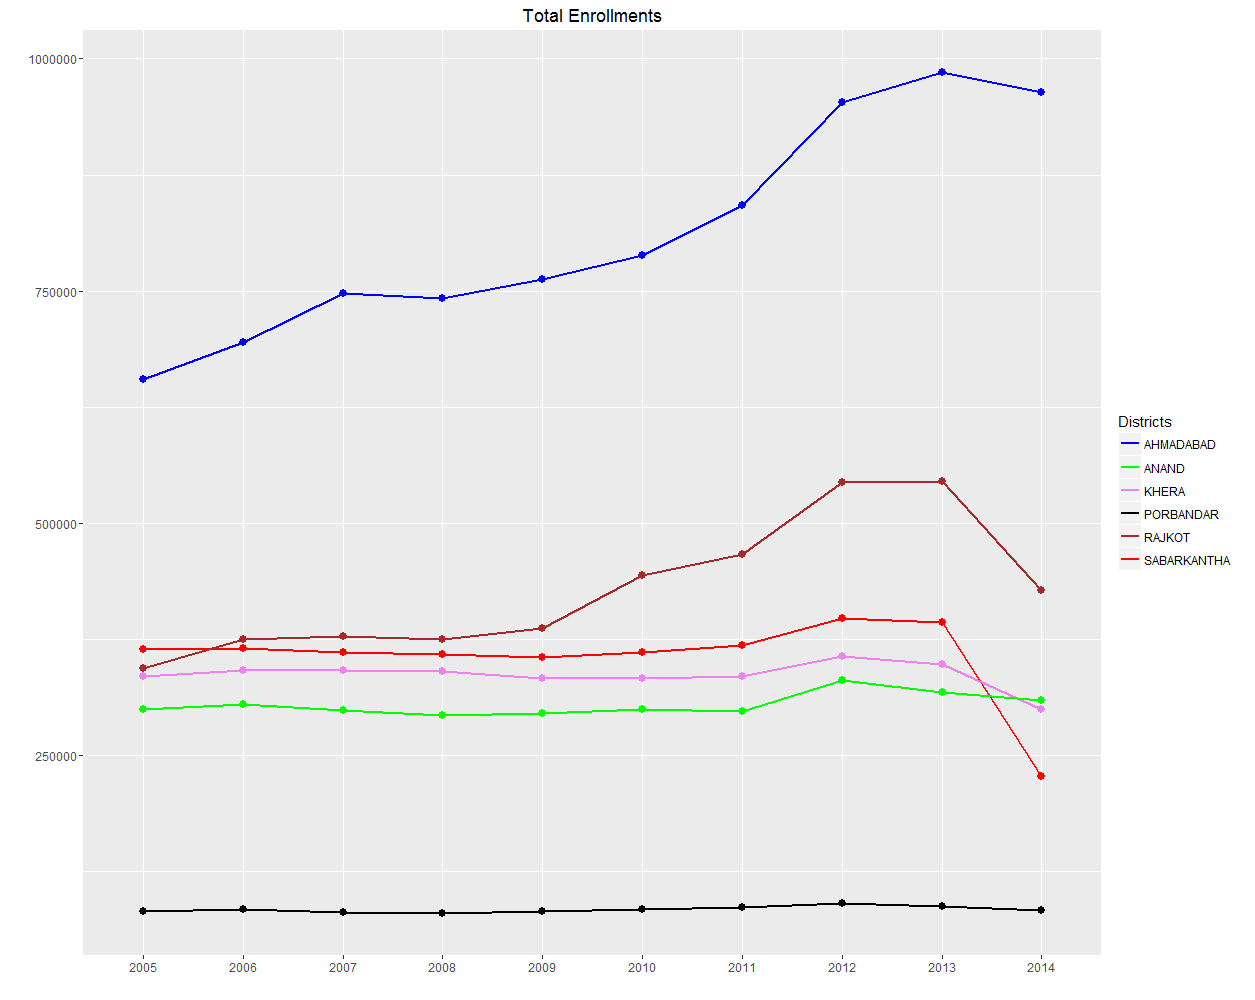 Total Enrollments
1000000
750000
500000
250000
2005 2006 2007 2008 2009 2010 2011 2012 2013 2014
Districts
AHMADABAD
ANAND
KHERA
PORBANDAR
RAJKOT
SABARKANTHA